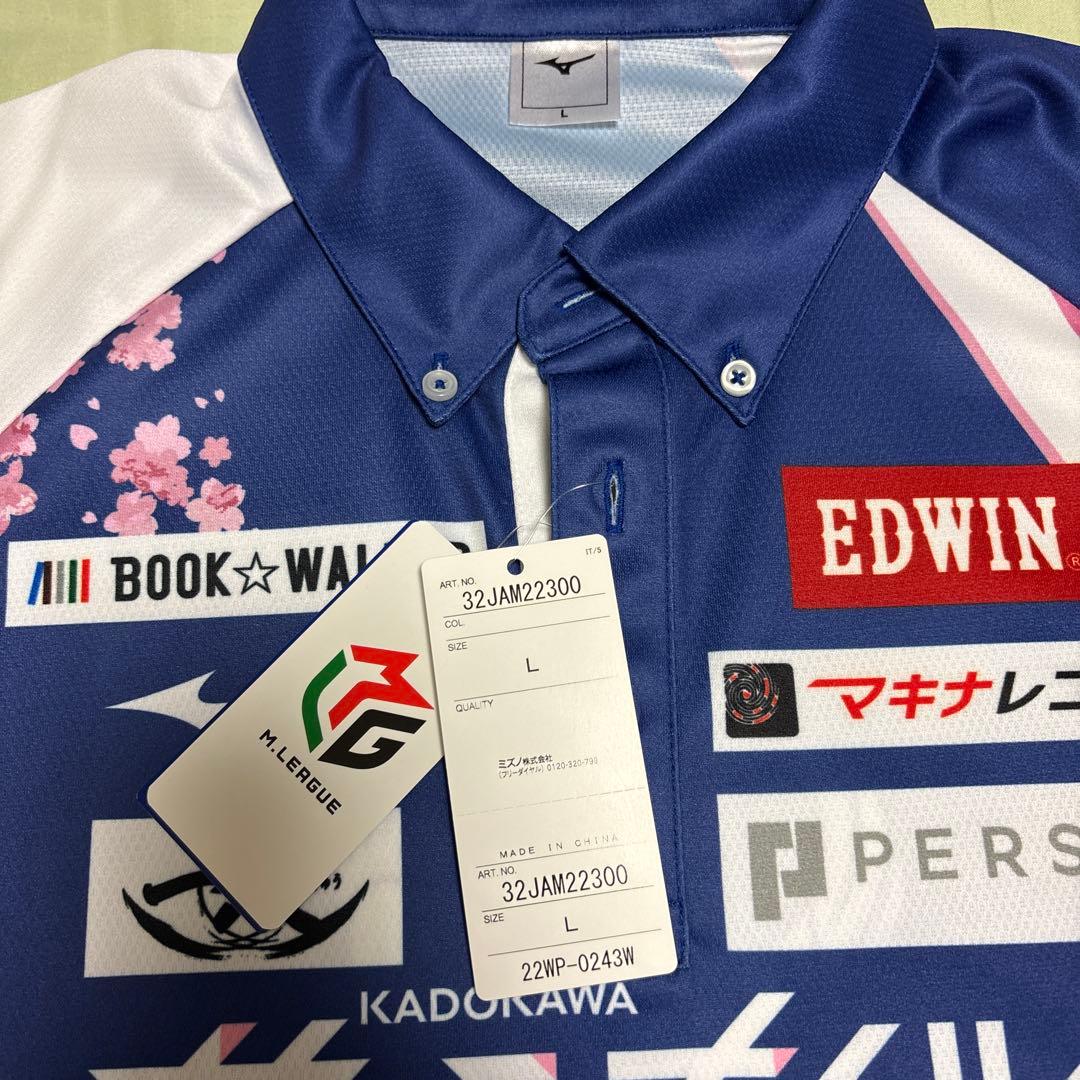 L
BOOK☆WAL
EDWIN
®
マキナレコ
PERS
M.LEAGUE
IT/5
ART. NO.
32JAM22300
COL.
SIZE
L
QUALITY
ミズノ株式会社
(フリーダイヤル) 0120-320-799
MADE IN CHINA
ART. NO.
32JAM22300
SIZE
L
22WP-0243W
KADOKAWA